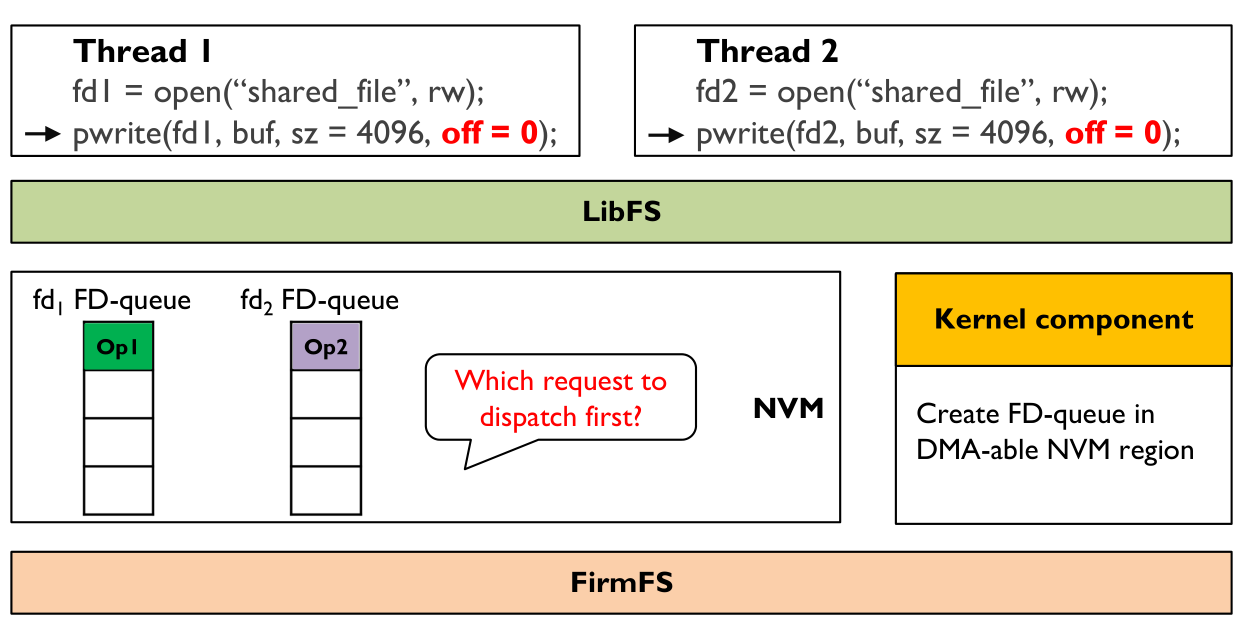 Thread 1
fd1 = open(“shared_file”, rw);
pwrite(fd1, buf, sz = 4096, off = 0);
Thread 2
fd2 = open(“shared_file”, rw);
pwrite(fd2, buf, sz = 4096, off = 0);
LibFS
fd1 FD-queue
fd2 FD-queue
Op1
Op2
Which request to
dispatch first?
NVM
Kernel component
Create FD-queue in
DMA-able NVM region
FirmFS